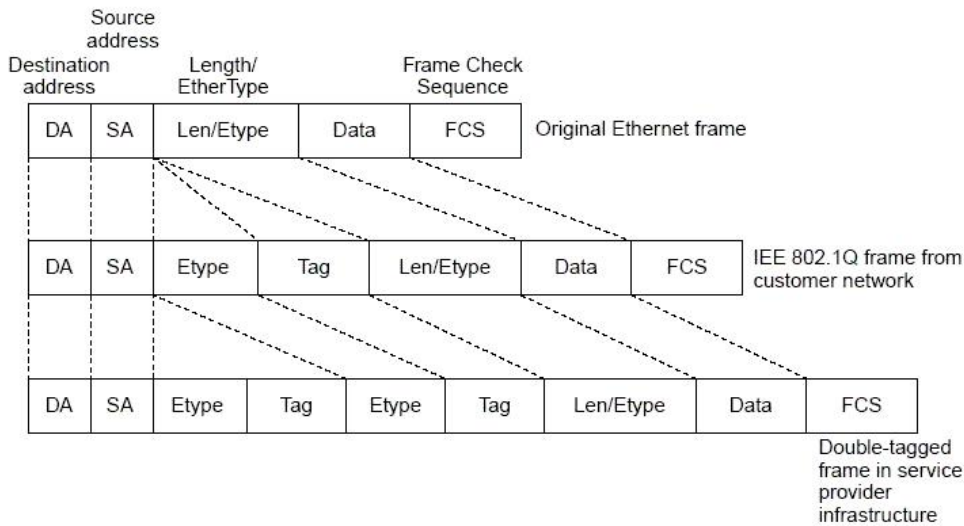 Source
address
Destination
address
Length/
EtherType
Frame Check
Sequence
DA SA Len/Etype Data FCS
Original Ethernet frame
DA SA Etype Tag Len/Etype Data FCS
IEE 802.1Q frame from
customer network
DA SA Etype Tag Etype Tag Len/Etype Data FCS
Double-tagged
frame in service
provider
infrastructure